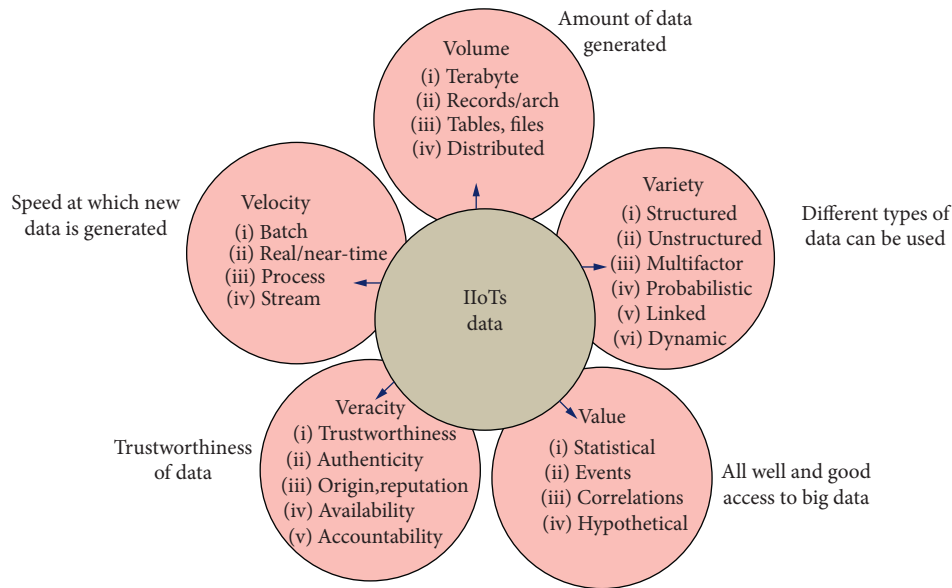 Amount of data
generated
Volume
(i) Terabyte
(ii) Records/arch
(iii) Tables, files
(iv) Distributed
Speed at which new
data is generated
Velocity
(i) Batch
(ii) Real/near-time
(iii) Process
(iv) Stream
Variety
(i) Structured
(ii) Unstructured
(iii) Multifactor
(iv) Probabilistic
(v) Linked
(vi) Dynamic
Different types of
data can be used
IIoTs
data
Trustworthiness
of data
Veracity
(i) Trustworthiness
(ii) Authenticity
(iii) Origin,reputation
(iv) Availability
(v) Accountability
Value
(i) Statistical
(ii) Events
(iii) Correlations
(iv) Hypothetical
All well and good
access to big data